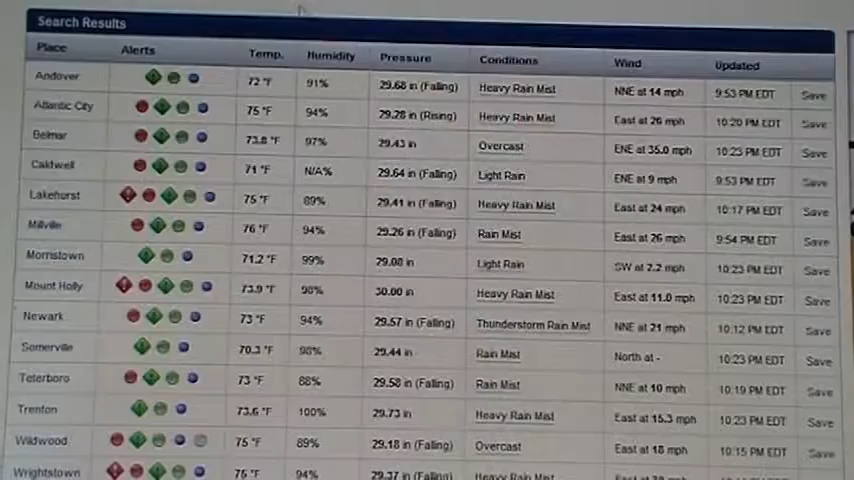 Search Results
Place Alerts Temp. Humidity Pressure Conditions Wind Updated
Andover 72 °F 91% 29.68 in (Falling) Heavy Rain Mist NNE at 14 mph 9:53 PM EDT Save
Atlantic City 75 °F 94% 29.28 in (Rising) Heavy Rain Mist East at 26 mph 10:20 PM EDT Save
Belmar 73.8 °F 97% 29.43 in Overcast ENE at 35.0 mph 10:23 PM EDT Save
Caldwell 71 °F N/A% 29.64 in (Falling) Light Rain ENE at 9 mph 9:53 PM EDT Save
Lakehurst 75 °F 89% 29.41 in (Falling) Heavy Rain Mist East at 24 mph 10:17 PM EDT Save
Millville 76 °F 94% 29.26 in (Falling) Rain Mist East at 26 mph 9:54 PM EDT Save
Morristown 71.2 °F 99% 29.08 in Light Rain SW at 2.2 mph 10:23 PM EDT Save
Mount Holly 73.9 °F 98% 30.00 in Heavy Rain Mist East at 11.0 mph 10:23 PM EDT Save
Newark 73 °F 94% 29.57 in (Falling) Thunderstorm Rain Mist NNE at 21 mph 10:12 PM EDT Save
Somerville 70.3 °F 98% 29.44 in Rain Mist North at - 10:23 PM EDT Save
Teterboro 73 °F 88% 29.58 in (Falling) Rain Mist NNE at 10 mph 10:19 PM EDT Save
Trenton 73.6 °F 100% 29.73 in Heavy Rain Mist East at 15.3 mph 10:23 PM EDT Save
Wildwood 75 °F 89% 29.18 in (Falling) Overcast East at 18 mph 10:15 PM EDT Save
Wrightstown 75 °F 94% 29.37 in (Falling) Heavy Rain Mist